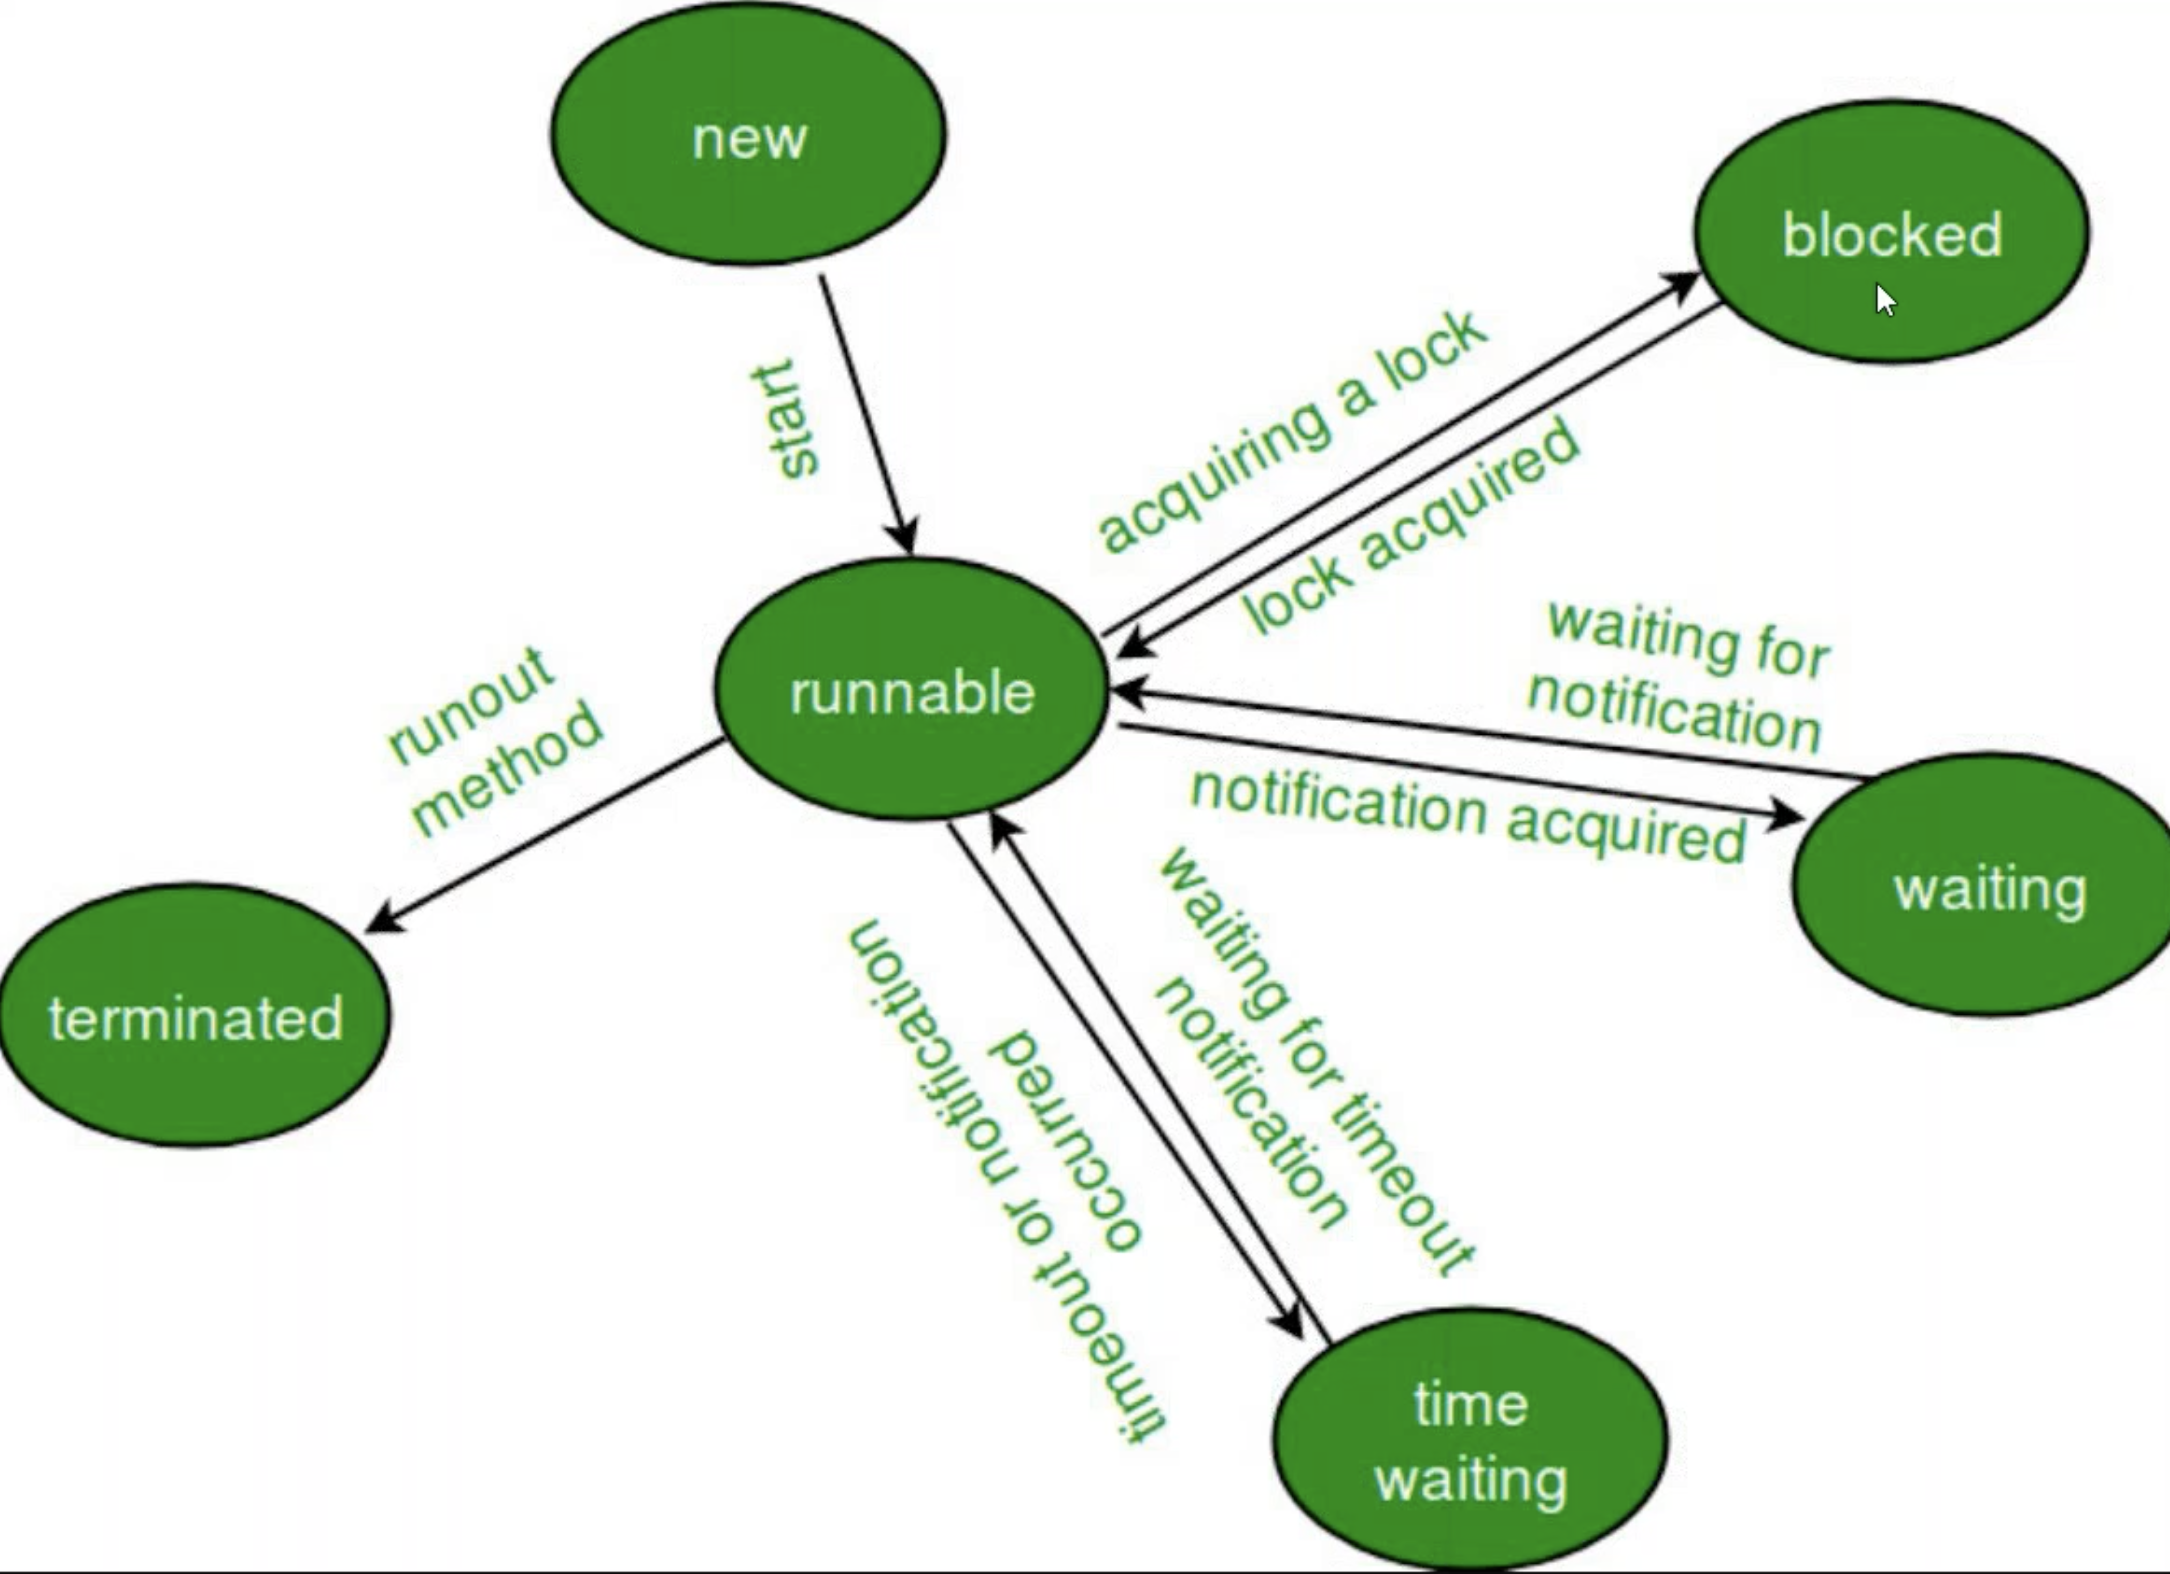 new
blocked
start
acquiring a lock
lock acquired
waiting for
notification
runnable
notification acquired
runout
method
waiting
terminated
waiting for timeout
notification
timeout or notification
occurred
time
waiting